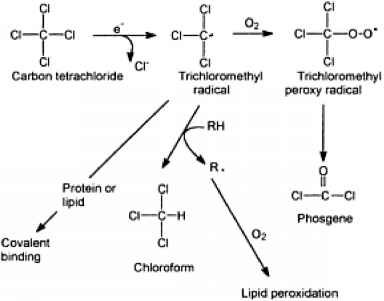 Cl
Cl—C—Cl
Cl
Carbon tetrachloride
e⁻
Cl⁻
Cl
Cl—C•
Cl
Trichloromethyl
radical
O₂
Cl
Cl—C—O-O•
Cl
Trichloromethyl
peroxy radical
RH
R•
Protein or
lipid
Covalent
binding
Cl
Cl—C—H
Cl
Chloroform
O
Cl—C—Cl
Phosgene
O₂
Lipid peroxidation